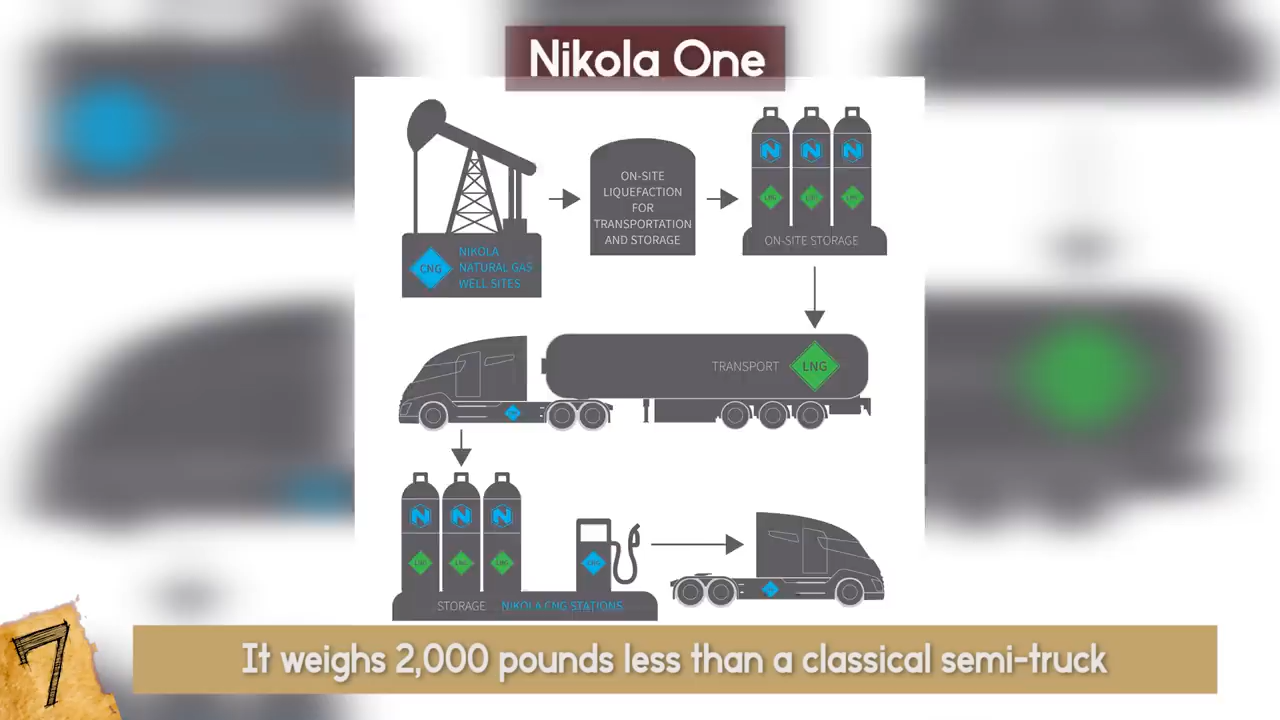 Nikola One
NIKOLA
NATURAL GAS
WELL SITES
CNG
ON-SITE
LIQUEFACTION
FOR
TRANSPORTATION
AND STORAGE
N N N
LNG LNG LNG
ON-SITE STORAGE
TRANSPORT LNG
N N N
LNG LNG LNG
CNG
STORAGE NIKOLA CNG STATIONS
7
It weighs 2,000 pounds less than a classical semi-truck